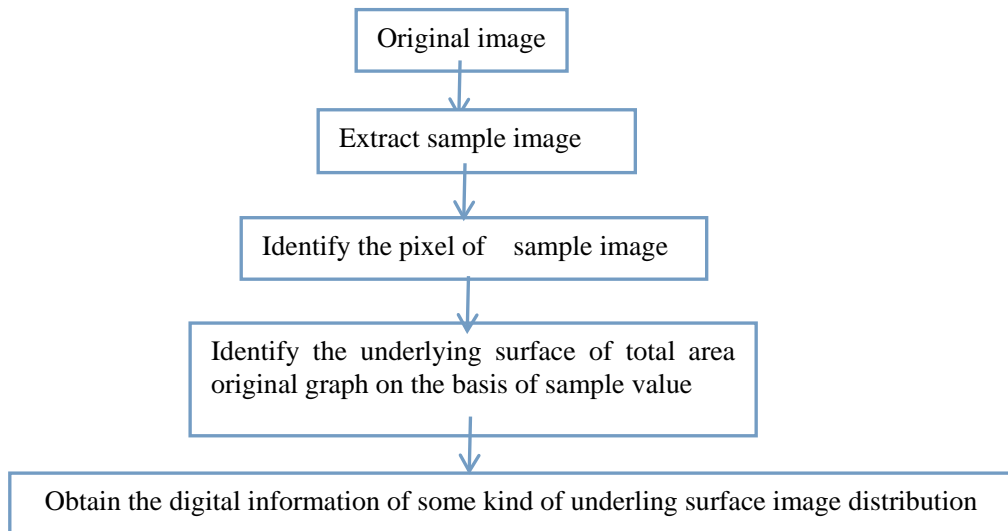 Original image
Extract sample image
Identify the pixel of sample image
Identify the underlying surface of total area
original graph on the basis of sample value
Obtain the digital information of some kind of underling surface image distribution